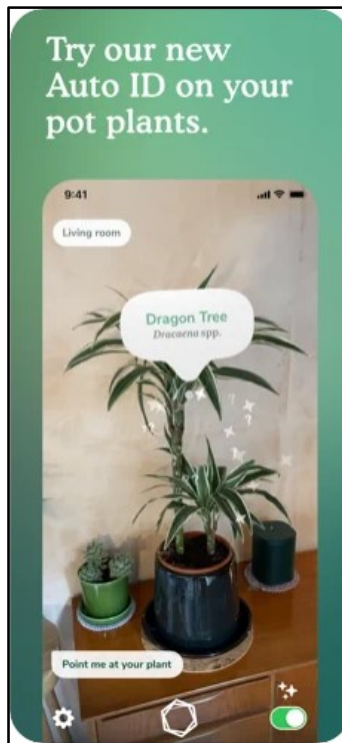 Try our new
Auto ID on your
pot plants.
9:41
Living room
Dragon Tree
Dracaena spp.
Point me at your plant